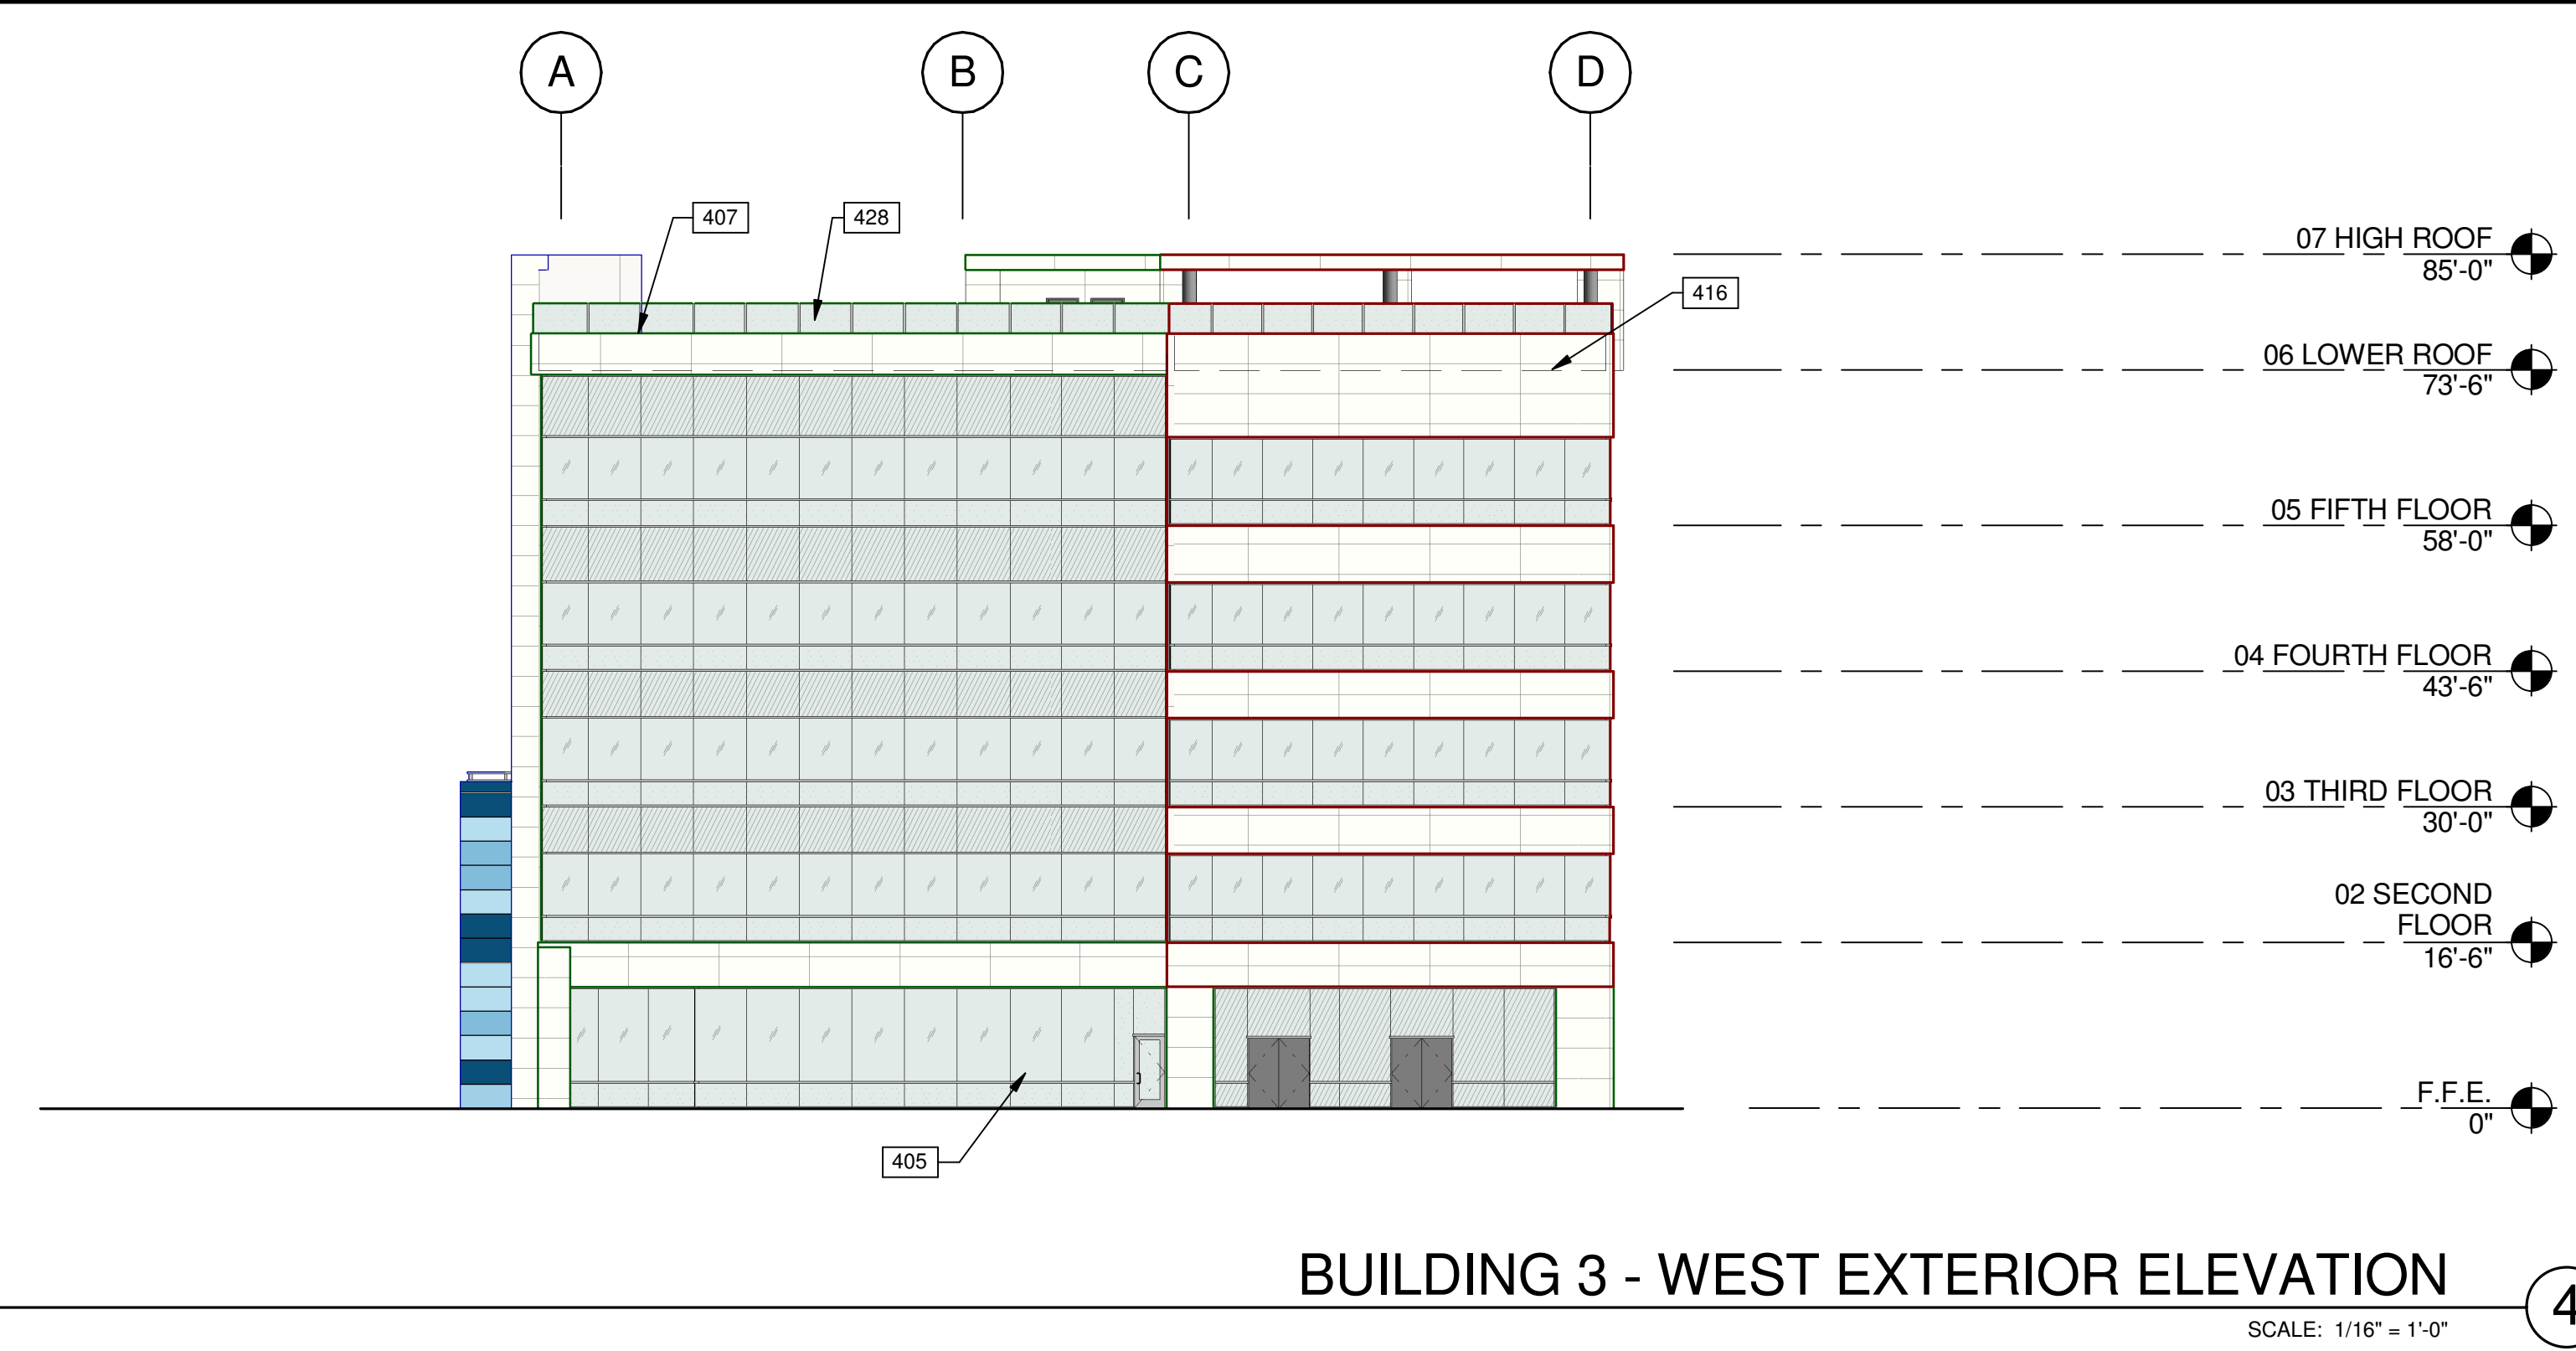 A
B
C
D
407
428
07 HIGH ROOF
85'-0"
416
06 LOWER ROOF
73'-6"
05 FIFTH FLOOR
58'-0"
04 FOURTH FLOOR
43'-6"
03 THIRD FLOOR
30'-0"
02 SECOND
FLOOR
16'-6"
F.F.E.
0"
405
BUILDING 3 - WEST EXTERIOR ELEVATION
4
SCALE: 1/16" = 1'-0"